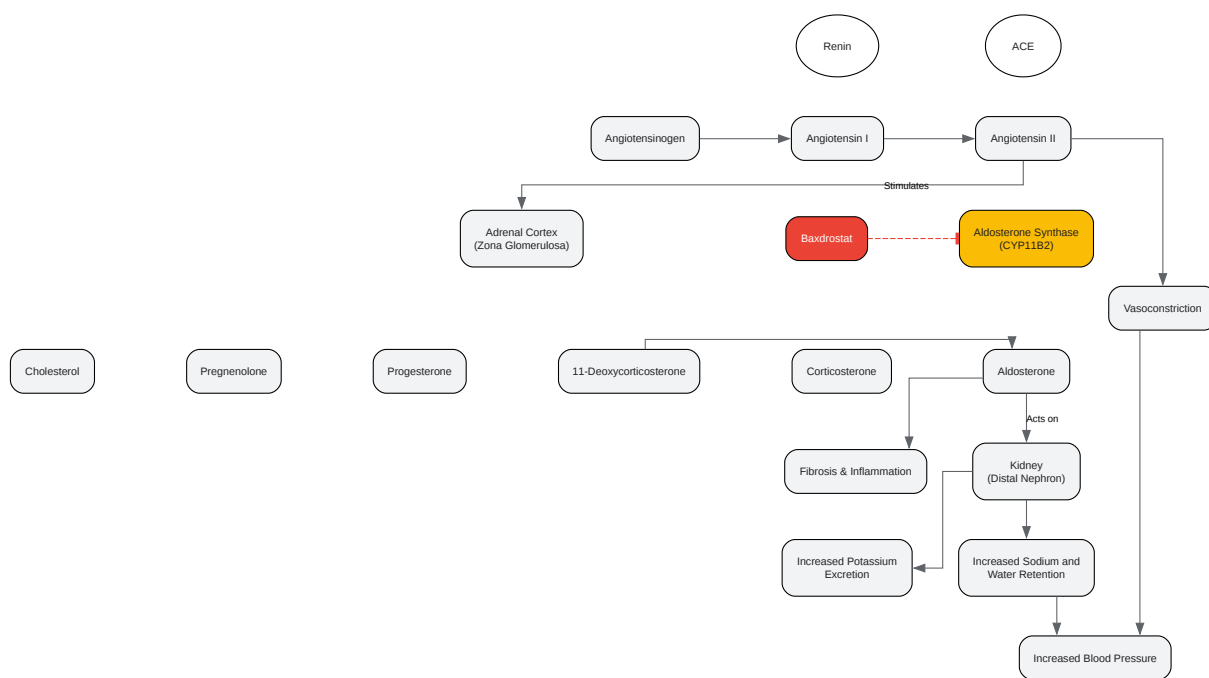 Renin
ACE
Angiotensinogen
Angiotensin I
Angiotensin II
Stimulates
Adrenal Cortex
(Zona Glomerulosa)
Baxdrostat
Aldosterone Synthase
(CYP11B2)
Vasoconstriction
Cholesterol
Pregnenolone
Progesterone
11-Deoxycorticosterone
Corticosterone
Aldosterone
Acts on
Fibrosis & Inflammation
Kidney
(Distal Nephron)
Increased Potassium
Excretion
Increased Sodium and
Water Retention
Increased Blood Pressure